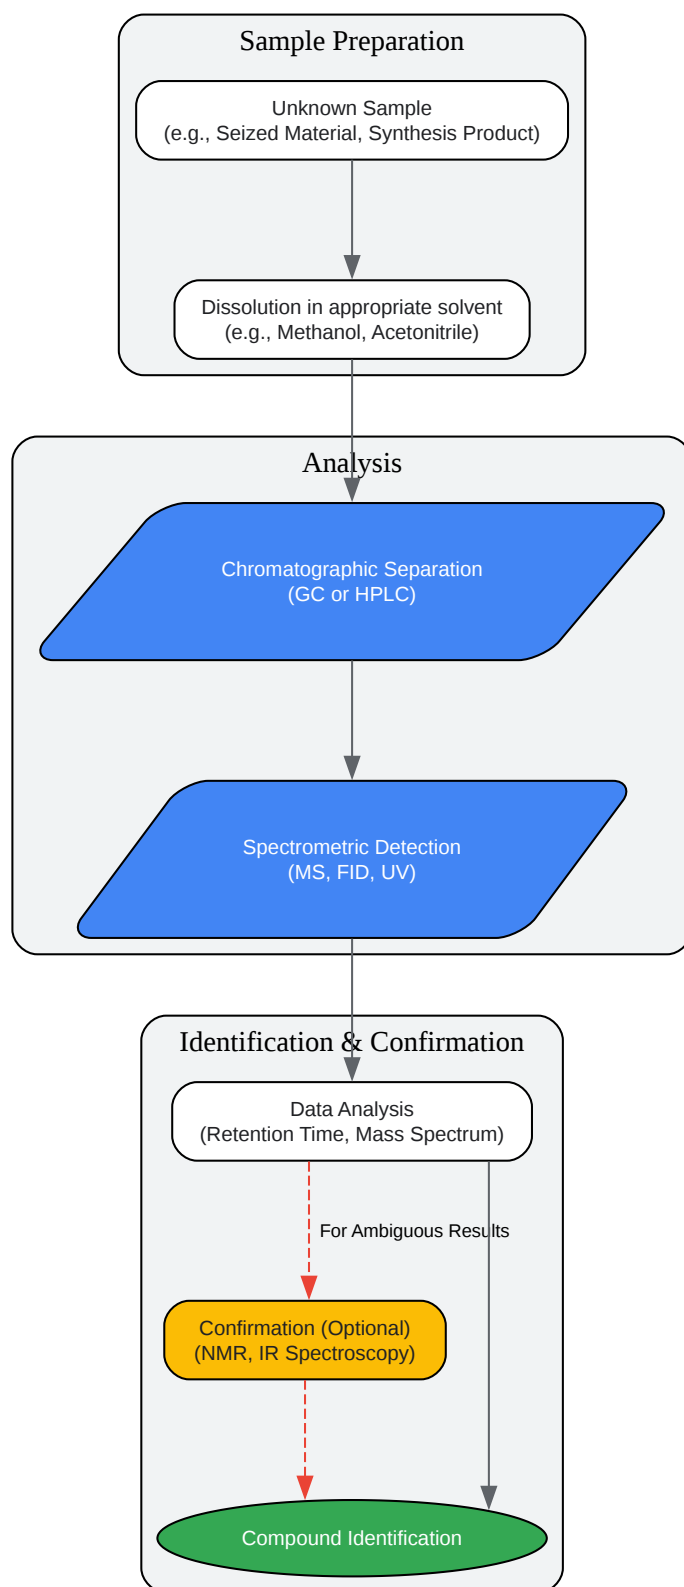 Sample Preparation
Unknown Sample
(e.g., Seized Material, Synthesis Product)
Dissolution in appropriate solvent
(e.g., Methanol, Acetonitrile)
Analysis
Chromatographic Separation
(GC or HPLC)
Spectrometric Detection
(MS, FID, UV)
Identification & Confirmation
Data Analysis
(Retention Time, Mass Spectrum)
For Ambiguous Results
Confirmation (Optional)
(NMR, IR Spectroscopy)
Compound Identification